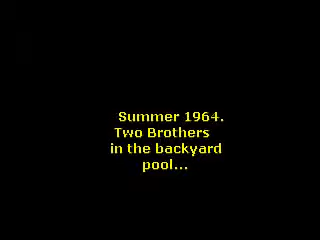 Summer 1964.
Two Brothers
in the backyard
pool...